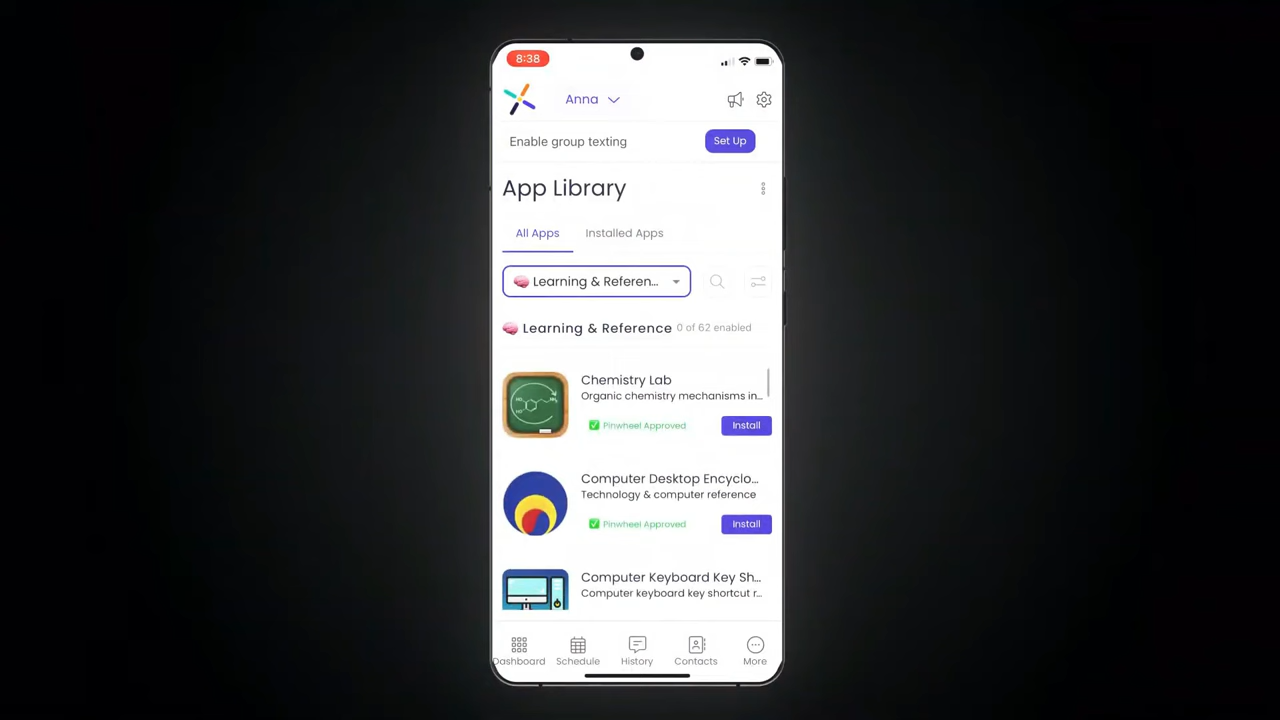 8:38
Anna
Enable group texting
Set Up
App Library
All Apps
Installed Apps
🧠 Learning & Referen...
🧠 Learning & Reference 0 of 62 enabled
Chemistry Lab
Organic chemistry mechanisms in...
✅ Pinwheel Approved
Install
Computer Desktop Encyclo...
Technology & computer reference
✅ Pinwheel Approved
Install
Computer Keyboard Key Sh...
Computer keyboard key shortcut r...
Dashboard
Schedule
History
Contacts
More